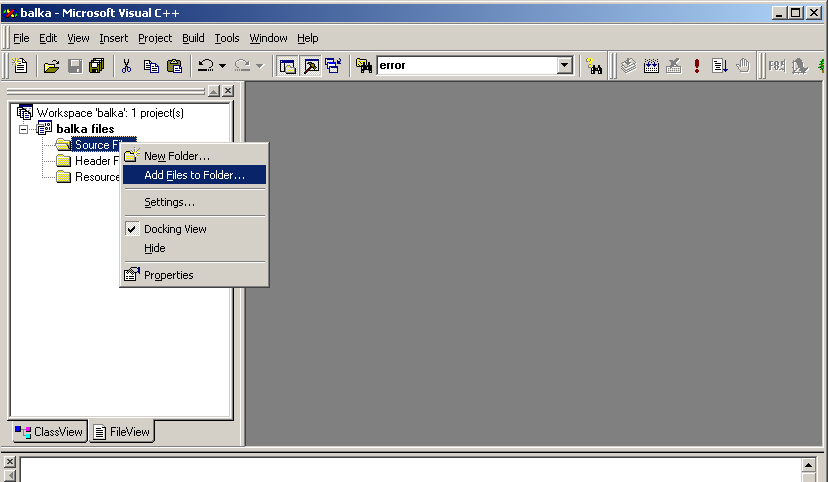 balka - Microsoft Visual C++
File Edit View Insert Project Build Tools Window Help
error
Workspace 'balka': 1 project(s)
balka files
Source F
Header F
Resource
New Folder...
Add Files to Folder...
Settings...
Docking View
Hide
Properties
ClassView FileView